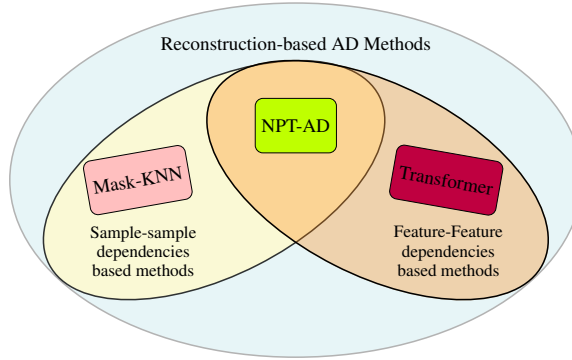 Reconstruction-based AD Methods
NPT-AD
Mask-KNN
Transformer
Sample-sample
dependencies
based methods
Feature-Feature
dependencies
based methods